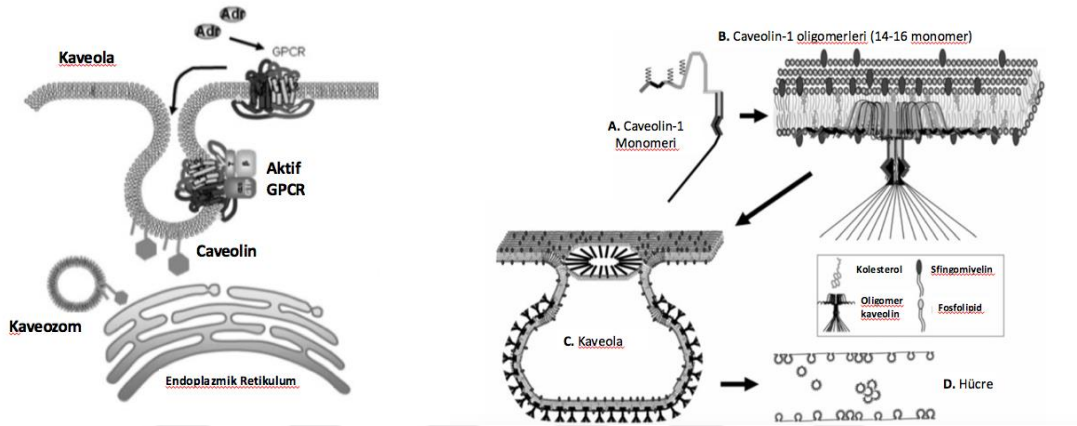 Adr
Adr
GPCR
Kaveola
Aktif
GPCR
Caveolin
Kaveozom
Endoplazmik Retikulum
B. Caveolin-1 oligomerleri (14-16 monomer)
A. Caveolin-1
Monomeri
Kolesterol
Sfingomivelin
Oligomer
kaveolin
Fosfolipid
C. Kaveola
D. Hücre